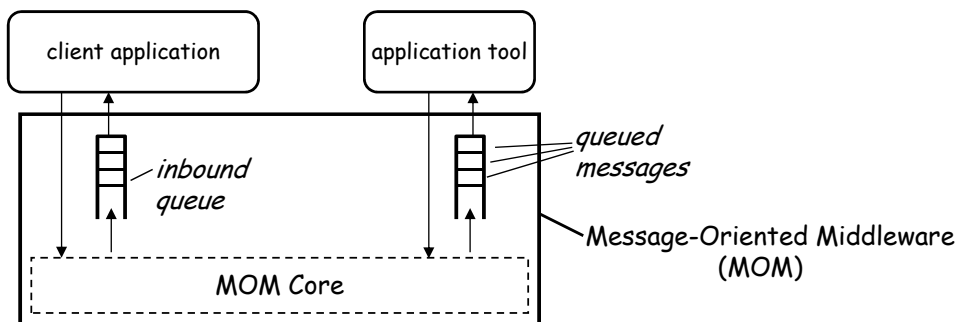 client application
application tool
inbound
queue
queued
messages
Message-Oriented Middleware
(MOM)
MOM Core